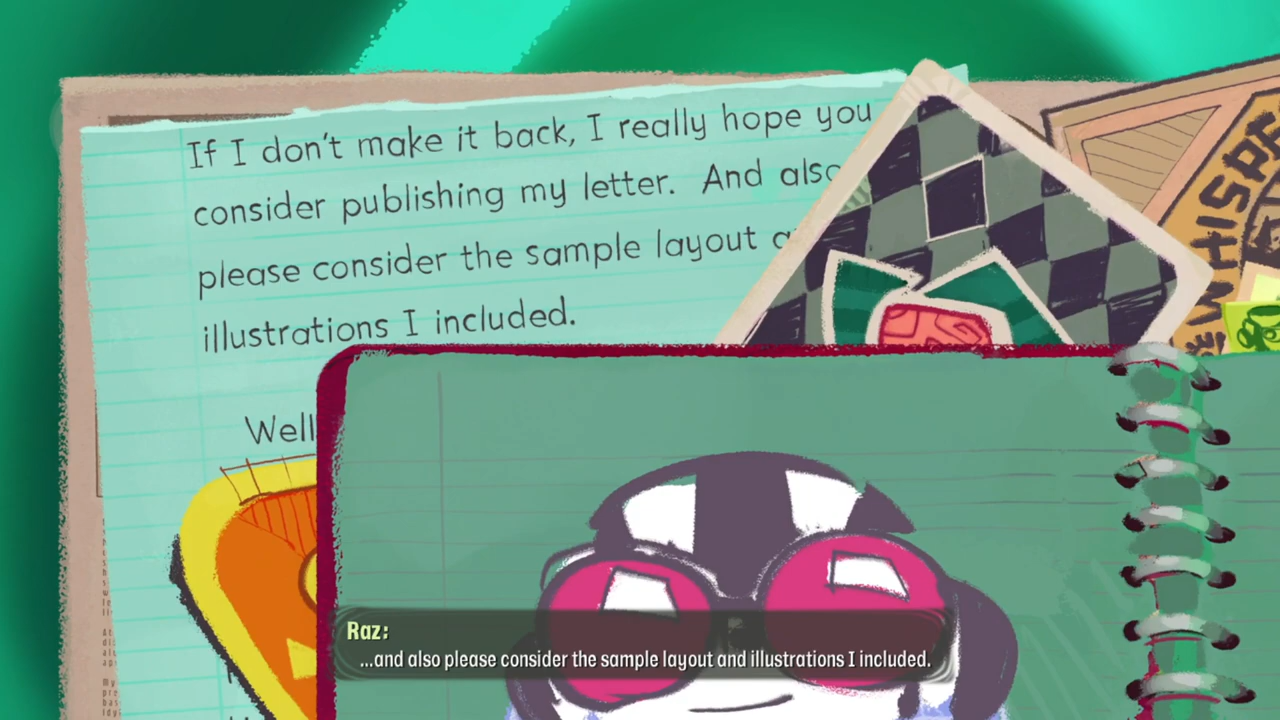 If I don't make it back, I really hope you
consider publishing my letter. And also
please consider the sample layout a
illustrations I included.
Well
WHISPE
Raz:
...and also please consider the sample layout and illustrations I included.